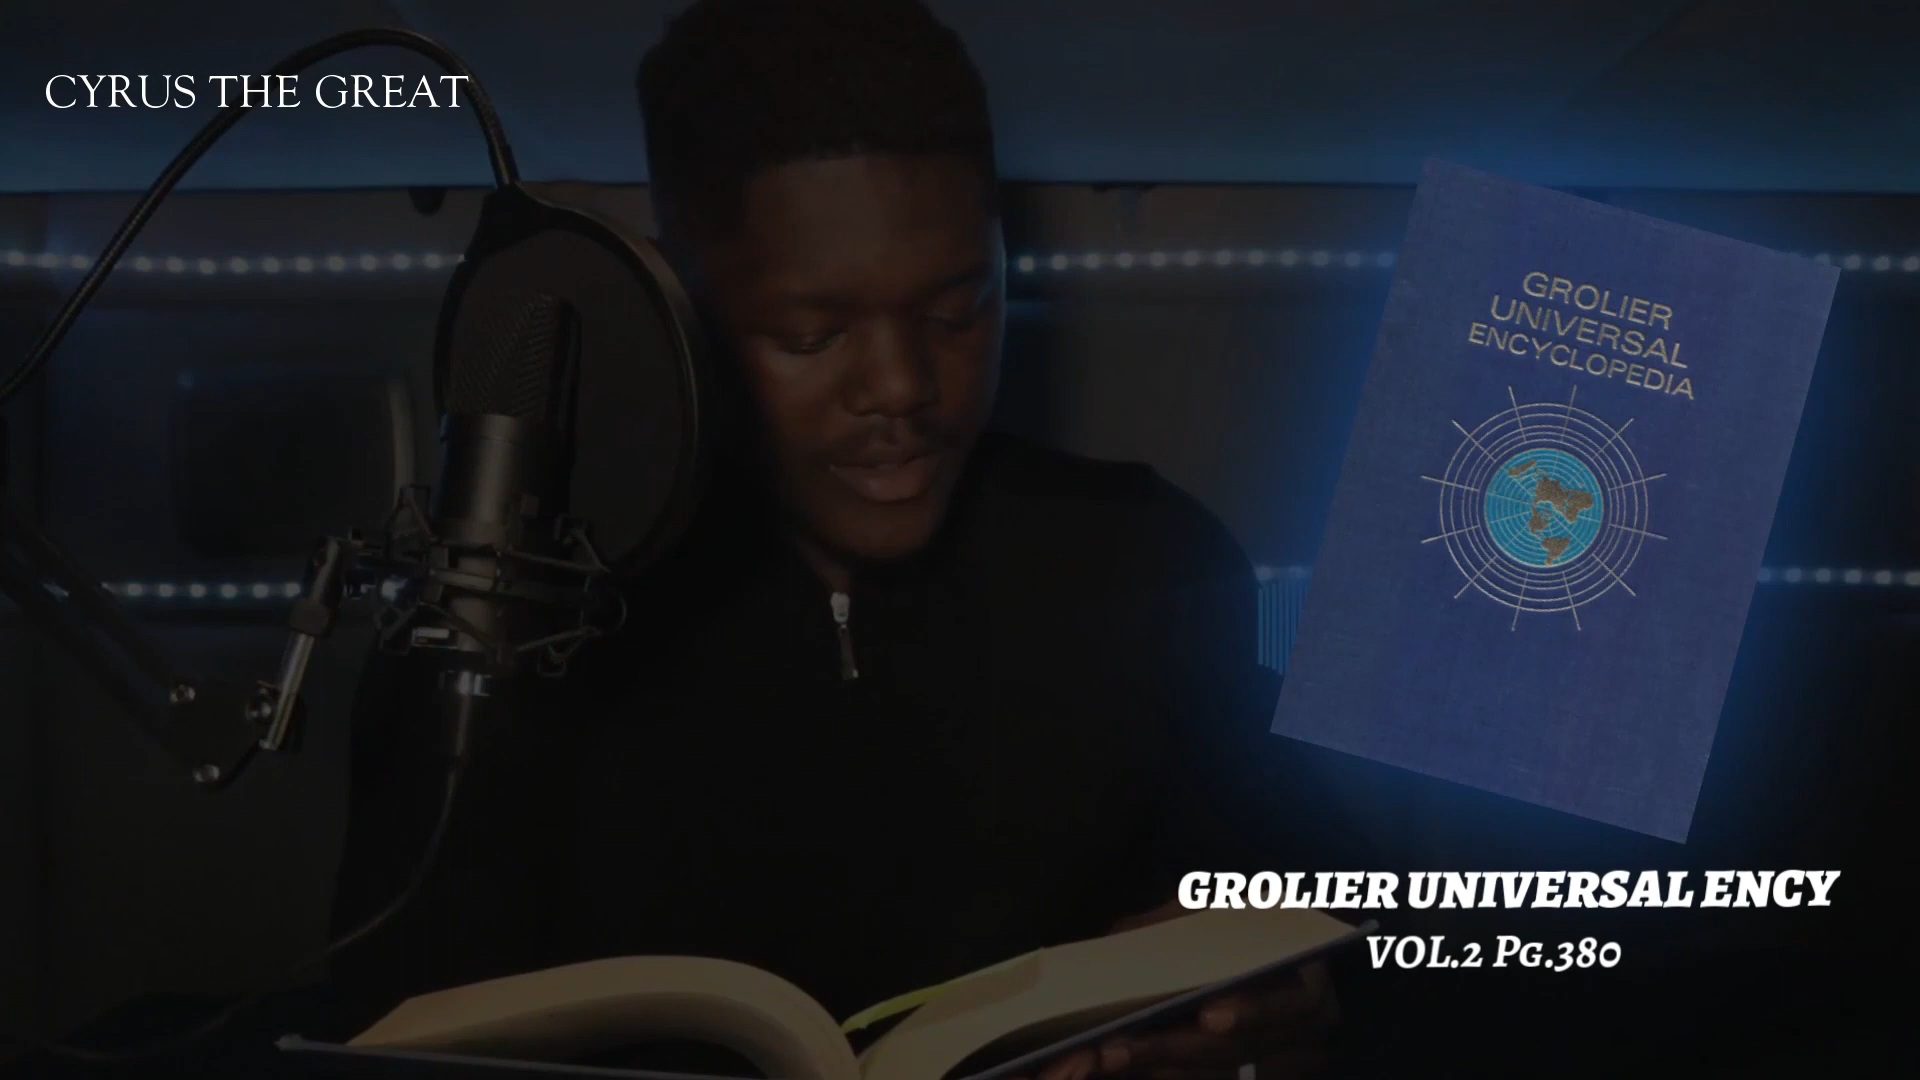 CYRUS THE GREAT
GROLIER
UNIVERSAL
ENCYCLOPEDIA
GROLIER UNIVERSAL ENCY
VOL.2 PG.380